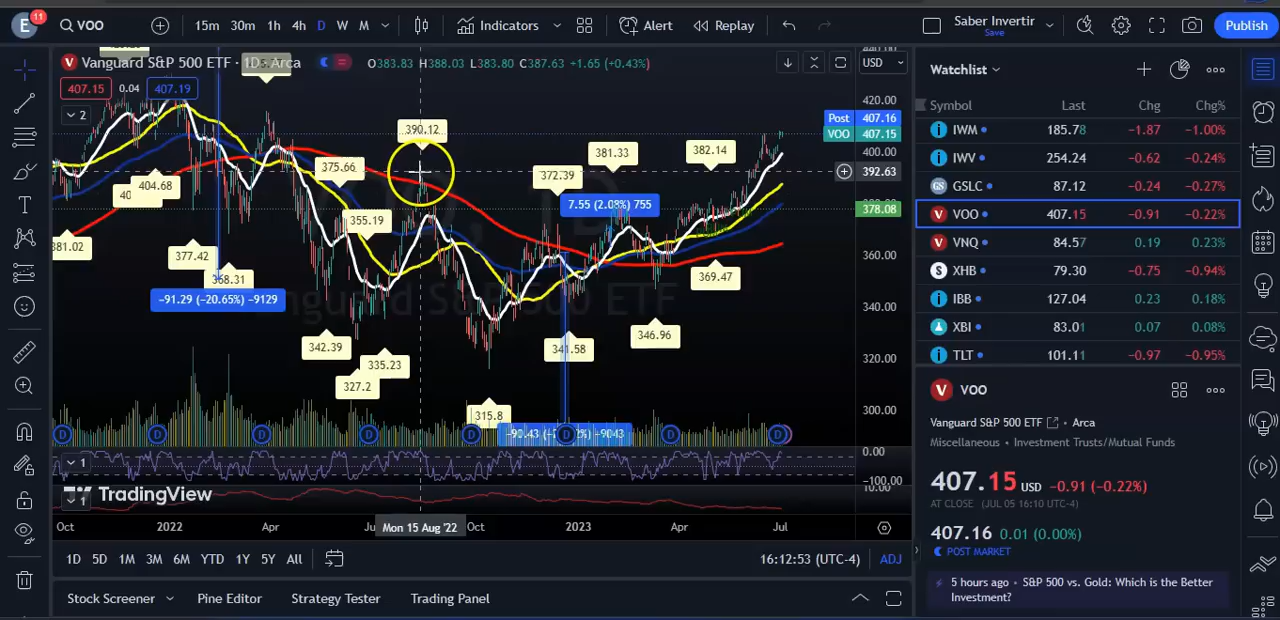 E
11
VOO
15m 30m 1h 4h D W M
Indicators
Alert
Replay
Saber Invertir
Save
Publish
Vanguard S&P 500 ETF · 1D · Arca
O383.83 H388.03 L383.80 C387.63 +1.65 (+0.43%)
USD
407.15 0.04 407.19
2
420.00
Post 407.16
VOO 407.15
400.00
392.63
378.08
360.00
340.00
320.00
300.00
0.00
-100.00
10.00
390.12
375.66
404.68
355.19
372.39
381.33
382.14
7.55 (2.08%) 755
377.42
368.31
−91.29 (−20.65%) −9129
369.47
342.39
341.58
346.96
335.23
327.2
315.8
Vanguard S&P 500 ETF
D D D D D D D D
1
1
TradingView
Oct 2022 Apr Mon 15 Aug '22 Oct 2023 Apr Jul
1D 5D 1M 3M 6M YTD 1Y 5Y All
16:12:53 (UTC-4) ADJ
Stock Screener
Pine Editor
Strategy Tester
Trading Panel
Watchlist
Symbol Last Chg Chg%
IWM 185.78 −1.87 −1.00%
IWV 254.24 −0.62 −0.24%
GSLC 87.12 −0.24 −0.27%
VOO 407.15 −0.91 −0.22%
VNQ 84.57 0.19 0.23%
XHB 79.30 −0.75 −0.94%
IBB 127.04 0.23 0.18%
XBI 83.01 0.07 0.08%
TLT 101.11 −0.97 −0.95%
VOO
Vanguard S&P 500 ETF · Arca
Miscellaneous · Investment Trusts/Mutual Funds
407.15 USD −0.91 (−0.22%)
AT CLOSE (JUL 05 16:10 UTC-4)
407.16 0.01 (0.00%)
POST MARKET
5 hours ago · S&P 500 vs. Gold: Which is the Better
Investment?